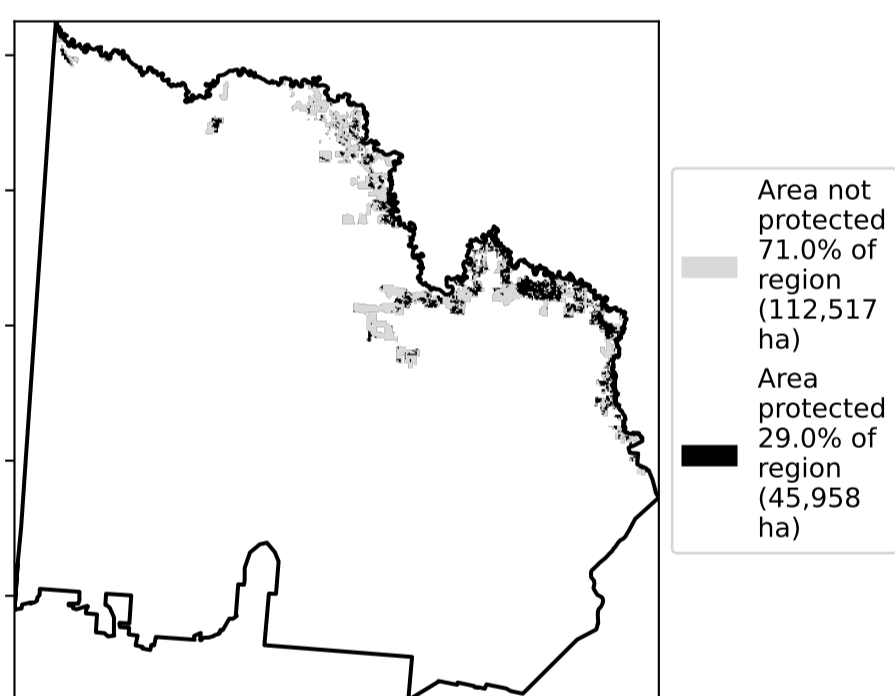 Area not
protected
71.0% of
region
(112,517
ha)
Area
protected
29.0% of
region
(45,958
ha)